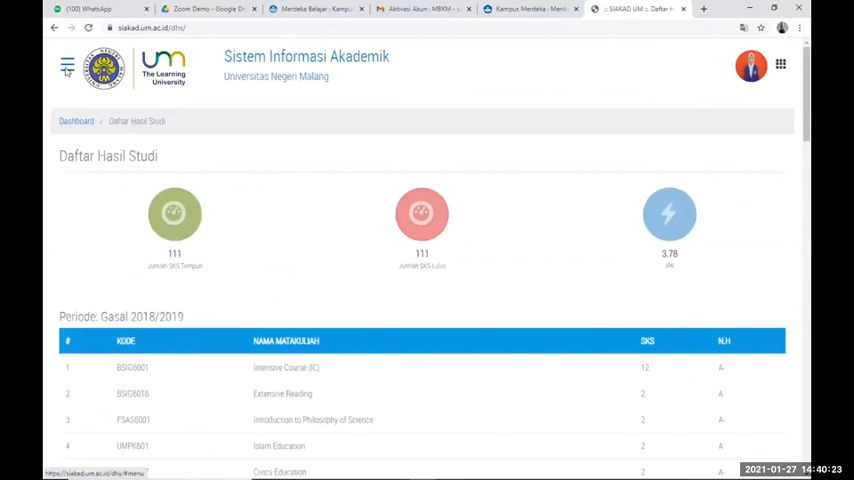 (100) WhatsApp
Zoom Demo - Google Dri
Merdeka Belajar : Kampus
Aktivasi Akun : MBKM -
Kampus Merdeka : Merd
:: SIAKAD UM ::. Daftar H
siakad.um.ac.id/dhs/
um
The Learning
University
Sistem Informasi Akademik
Universitas Negeri Malang
Dashboard / Daftar Hasil Studi
Daftar Hasil Studi
111
Jumlah SKS Tempuh
111
Jumlah SKS Lulus
3.78
IPK
Periode: Gasal 2018/2019
# KODE NAMA MATAKULIAH SKS N.H
1 BSIG6001 Intensive Course (IC) 12 A-
2 BSIG6016 Extensive Reading 2 A
3 FSAS6001 Introduction to Philosophy of Science 2 A-
4 UMPK601 Islam Education 2 A
Civics Education 2 A-
https://siakad.um.ac.id/dhs/#menu
2021-01-27 14:40:23